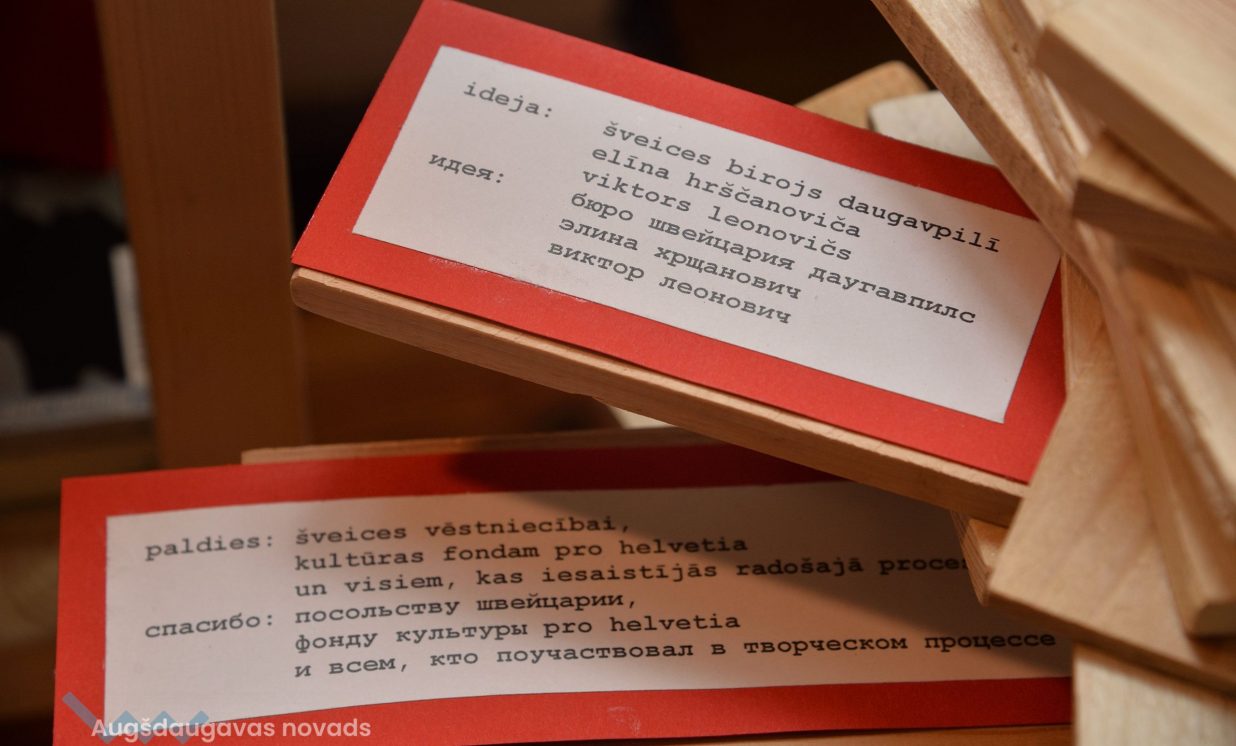 ideja: šveices birojs daugavpilī
elīna hrščanoviča
viktors leonovičs
идея: бюро швейцария даугавпилс
элина хрщанович
виктор леонович
paldies: šveices vēstniecībai,
kultūras fondam pro helvetia
un visiem, kas iesaistījās radošajā
спасибо: посольству швейцарии,
фонду культуры pro helvetia
и всем, кто поучаствовал в творческом процессе
Augšdaugavas novads